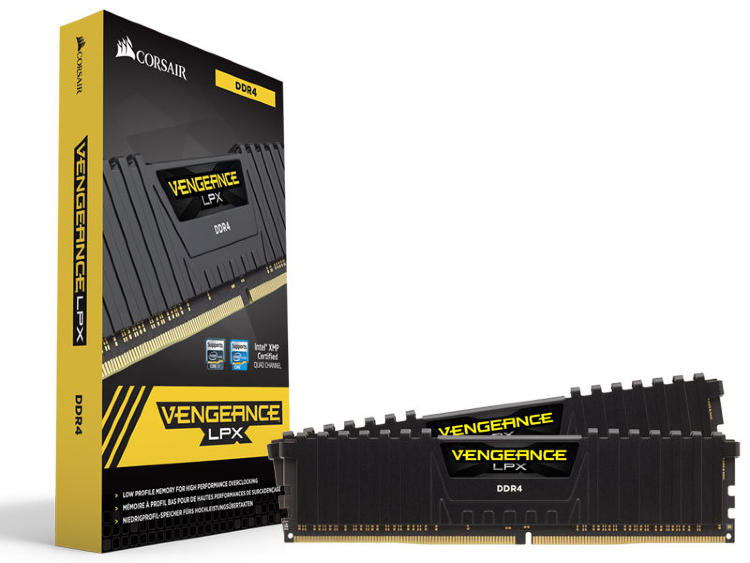 CORSAIR
VENGEANCE LPX
DDR4
CORSAIR
DDR4
VENGEANCE
LPX
DDR4
Intel® XMP
Certified
QUAD CHANNEL
VENGEANCE
LPX
> LOW PROFILE MEMORY FOR HIGH PERFORMANCE OVERCLOCKING
> MÉMOIRE À PROFIL BAS POUR DE HAUTES PERFORMANCES DE SURCADENÇAGE
> NIEDRIGPROFIL-SPEICHER FÜRS HOCHLEISTUNGSÜBERTAKTEN
VENGEANCE
VENGEANCE
LPX
DDR4